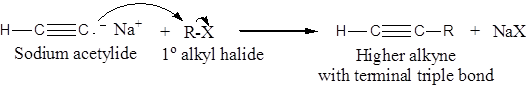 H—C≡C:⁻ Na⁺ + R-X → H—C≡C—R + NaX
Sodium acetylide 1° alkyl halide Higher alkyne
with terminal triple bond